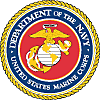 DEPARTMENT OF THE NAVY
UNITED STATES MARINE CORPS